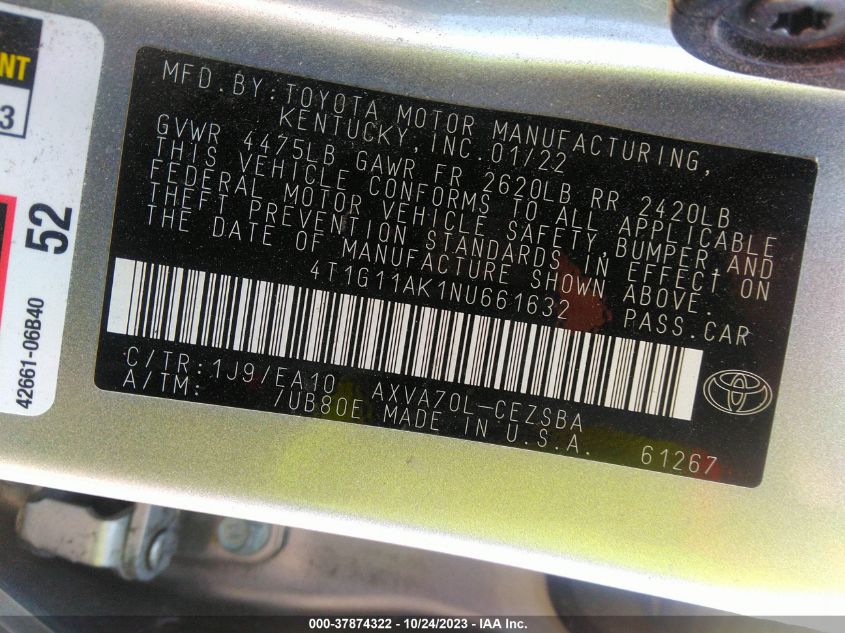 MFD. BY: TOYOTA MOTOR MANUFACTURING,
KENTUCKY, INC. 01/22
GVWR 4475LB GAWR FR 2620LB RR 2420LB
THIS VEHICLE CONFORMS TO ALL APPLICABLE
FEDERAL MOTOR VEHICLE SAFETY, BUMPER, AND
THEFT PREVENTION STANDARDS IN EFFECT ON
THE DATE OF MANUFACTURE SHOWN ABOVE.
4T1G11AK1NU661632 PASS. CAR
C/TR: 1J9/EA10 AXVA70L-CEZSBA
A/TM: 7UB80E MADE IN U.S.A. 61267
NT
3
52
42661-06B40
000-37874322 | 10/24/2023 - IAA Inc.